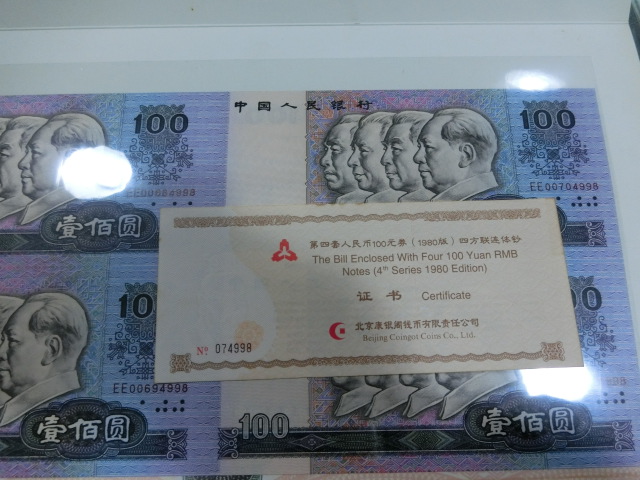 中国人民银行
100
100
EE00684998
EE00704998
壹佰圆
第四套人民币100元券（1980版）四方联连体钞
The Bill Enclosed With Four 100 Yuan RMB
Notes (4th Series 1980 Edition)
证书 Certificate
北京康银阁钱币有限责任公司
Beijing Coingot Coins Co., Ltd.
Nº 074998
10
00
EE00694998
998
壹佰圆
100
壹佰圆